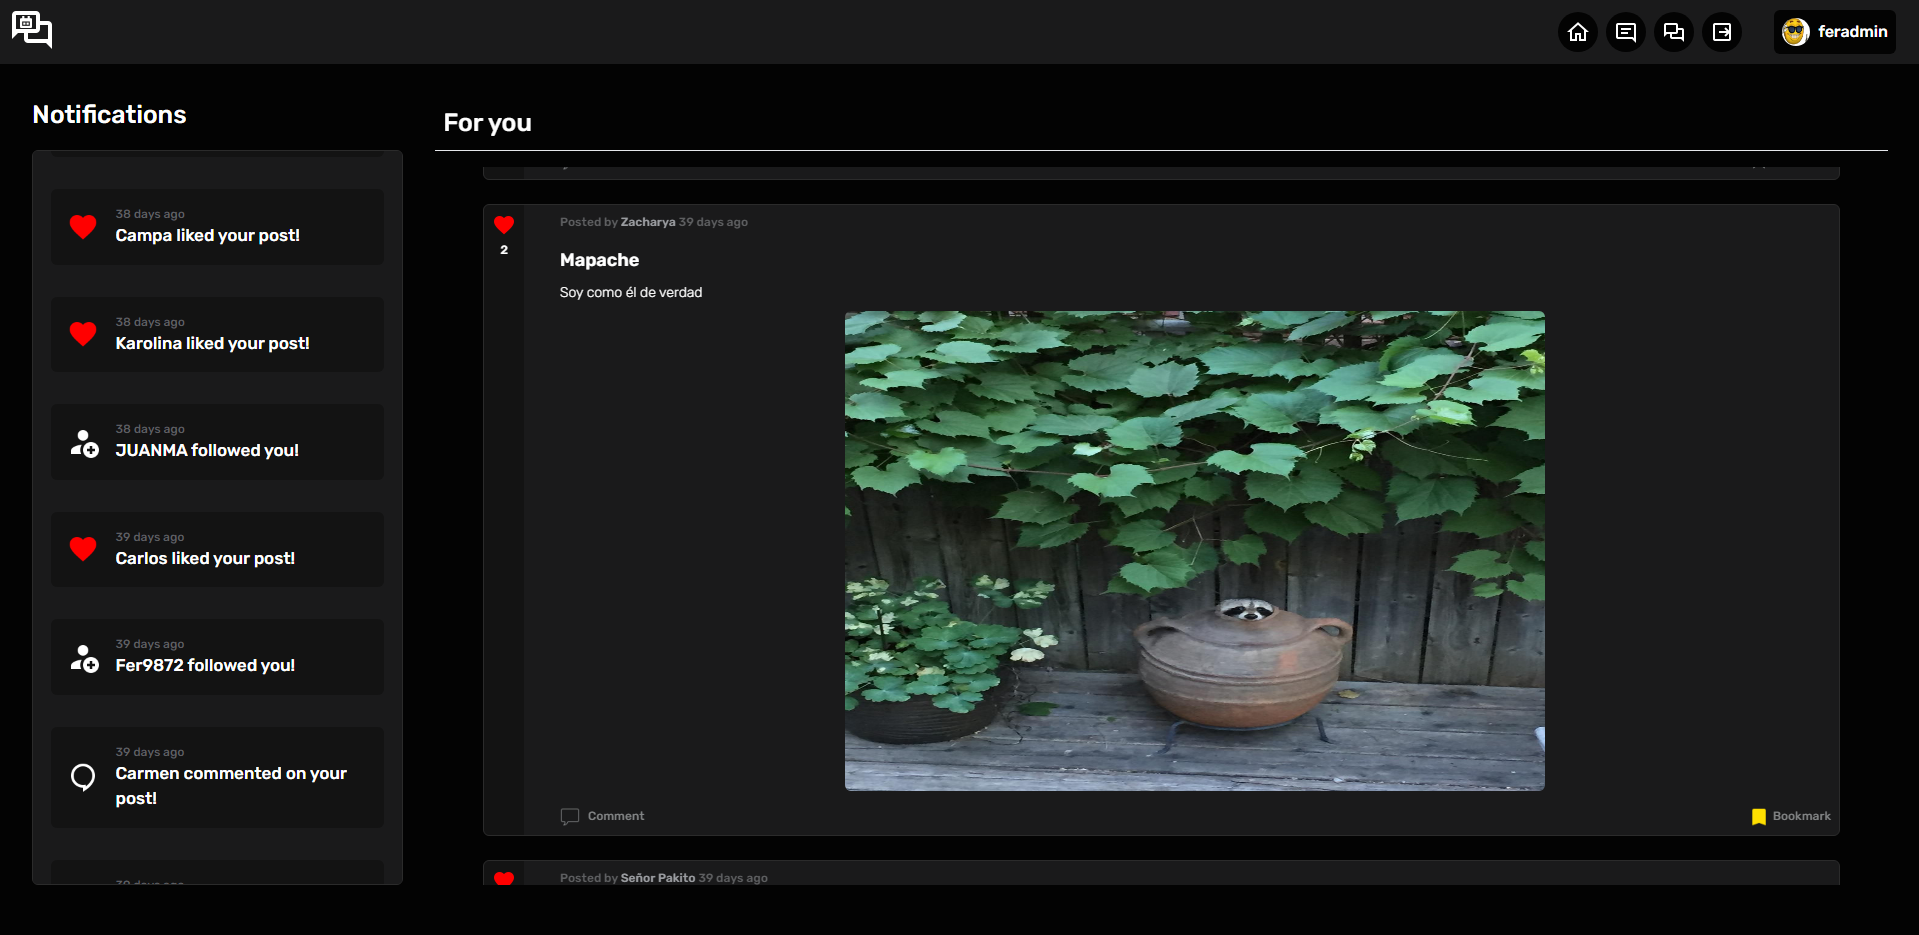 feradmin
Notifications
38 days ago
Campa liked your post!
38 days ago
Karolina liked your post!
38 days ago
JUANMA followed you!
39 days ago
Carlos liked your post!
39 days ago
Fer9872 followed you!
39 days ago
Carmen commented on your
post!
For you
Posted by Zacharya 39 days ago
2
Mapache
Soy como él de verdad
Comment
Bookmark
Posted by Señor Pakito 39 days ago